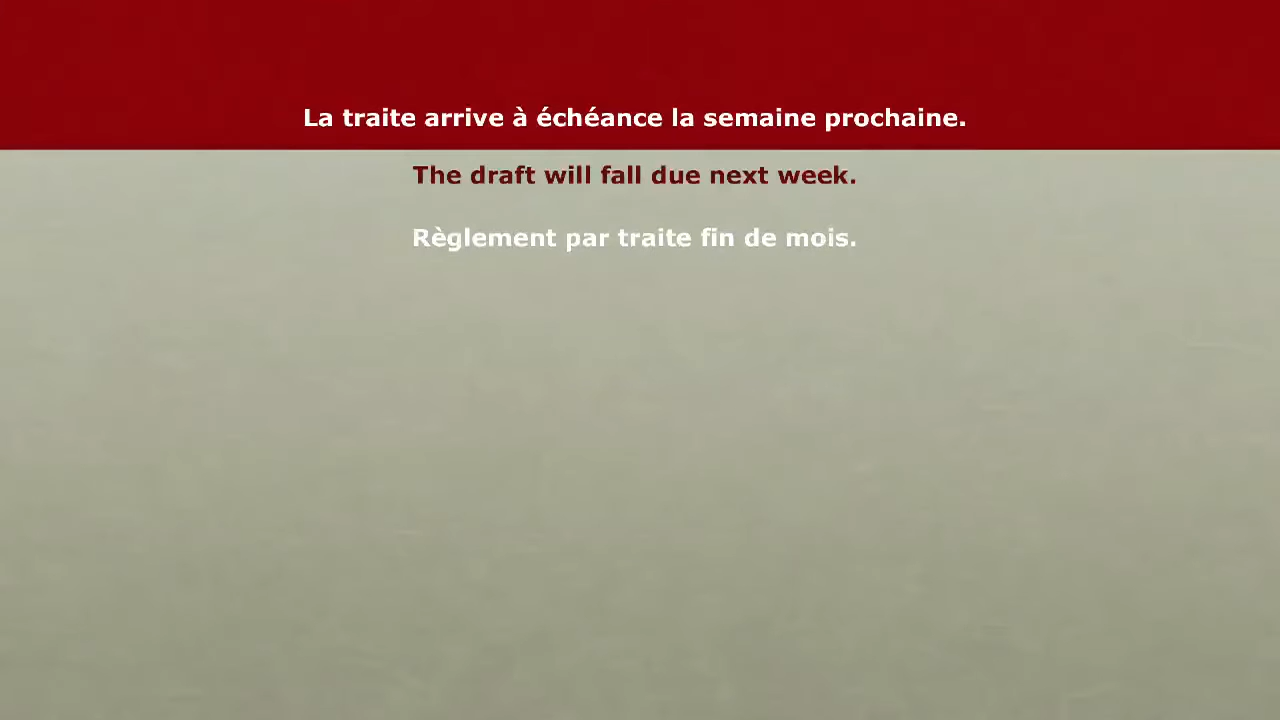 La traite arrive à échéance la semaine prochaine.
The draft will fall due next week.
Règlement par traite fin de mois.